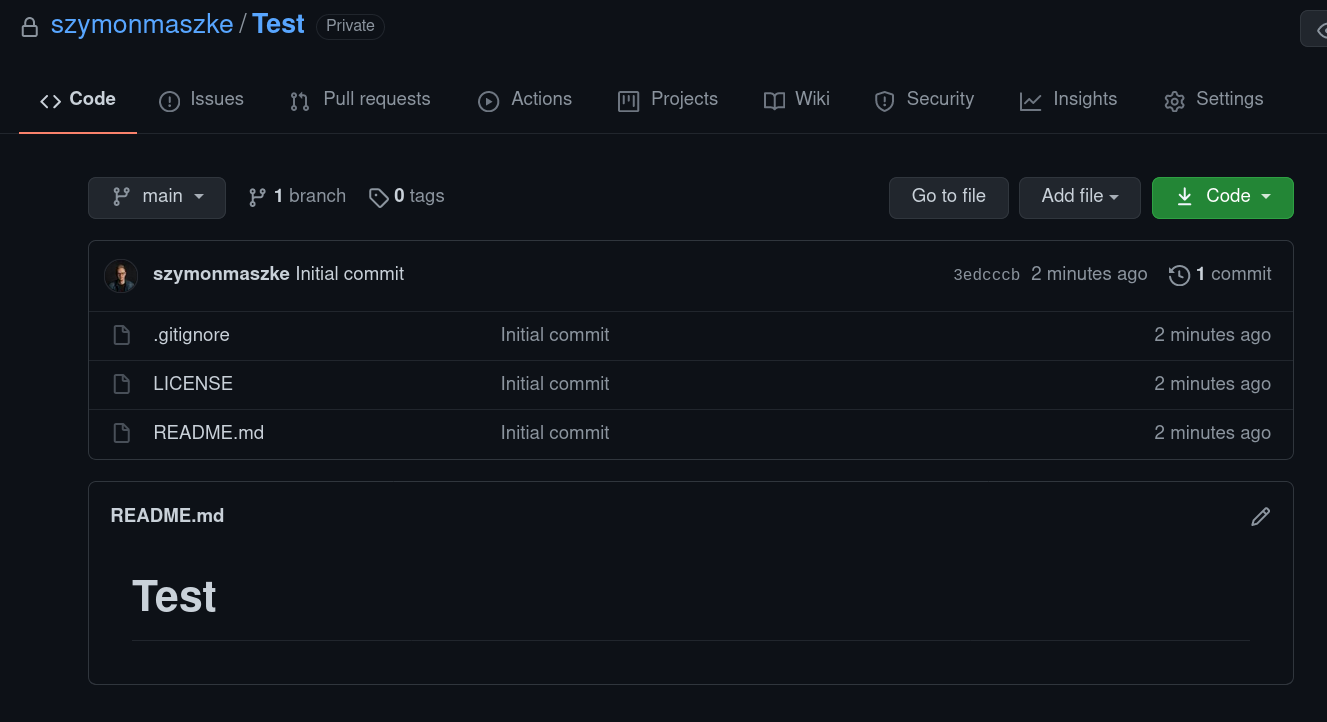 szymonmaszke / Test Private
Code Issues Pull requests Actions Projects Wiki Security Insights Settings
main 1 branch 0 tags Go to file Add file Code
szymonmaszke Initial commit 3edcccb 2 minutes ago 1 commit
.gitignore Initial commit 2 minutes ago
LICENSE Initial commit 2 minutes ago
README.md Initial commit 2 minutes ago
README.md
Test